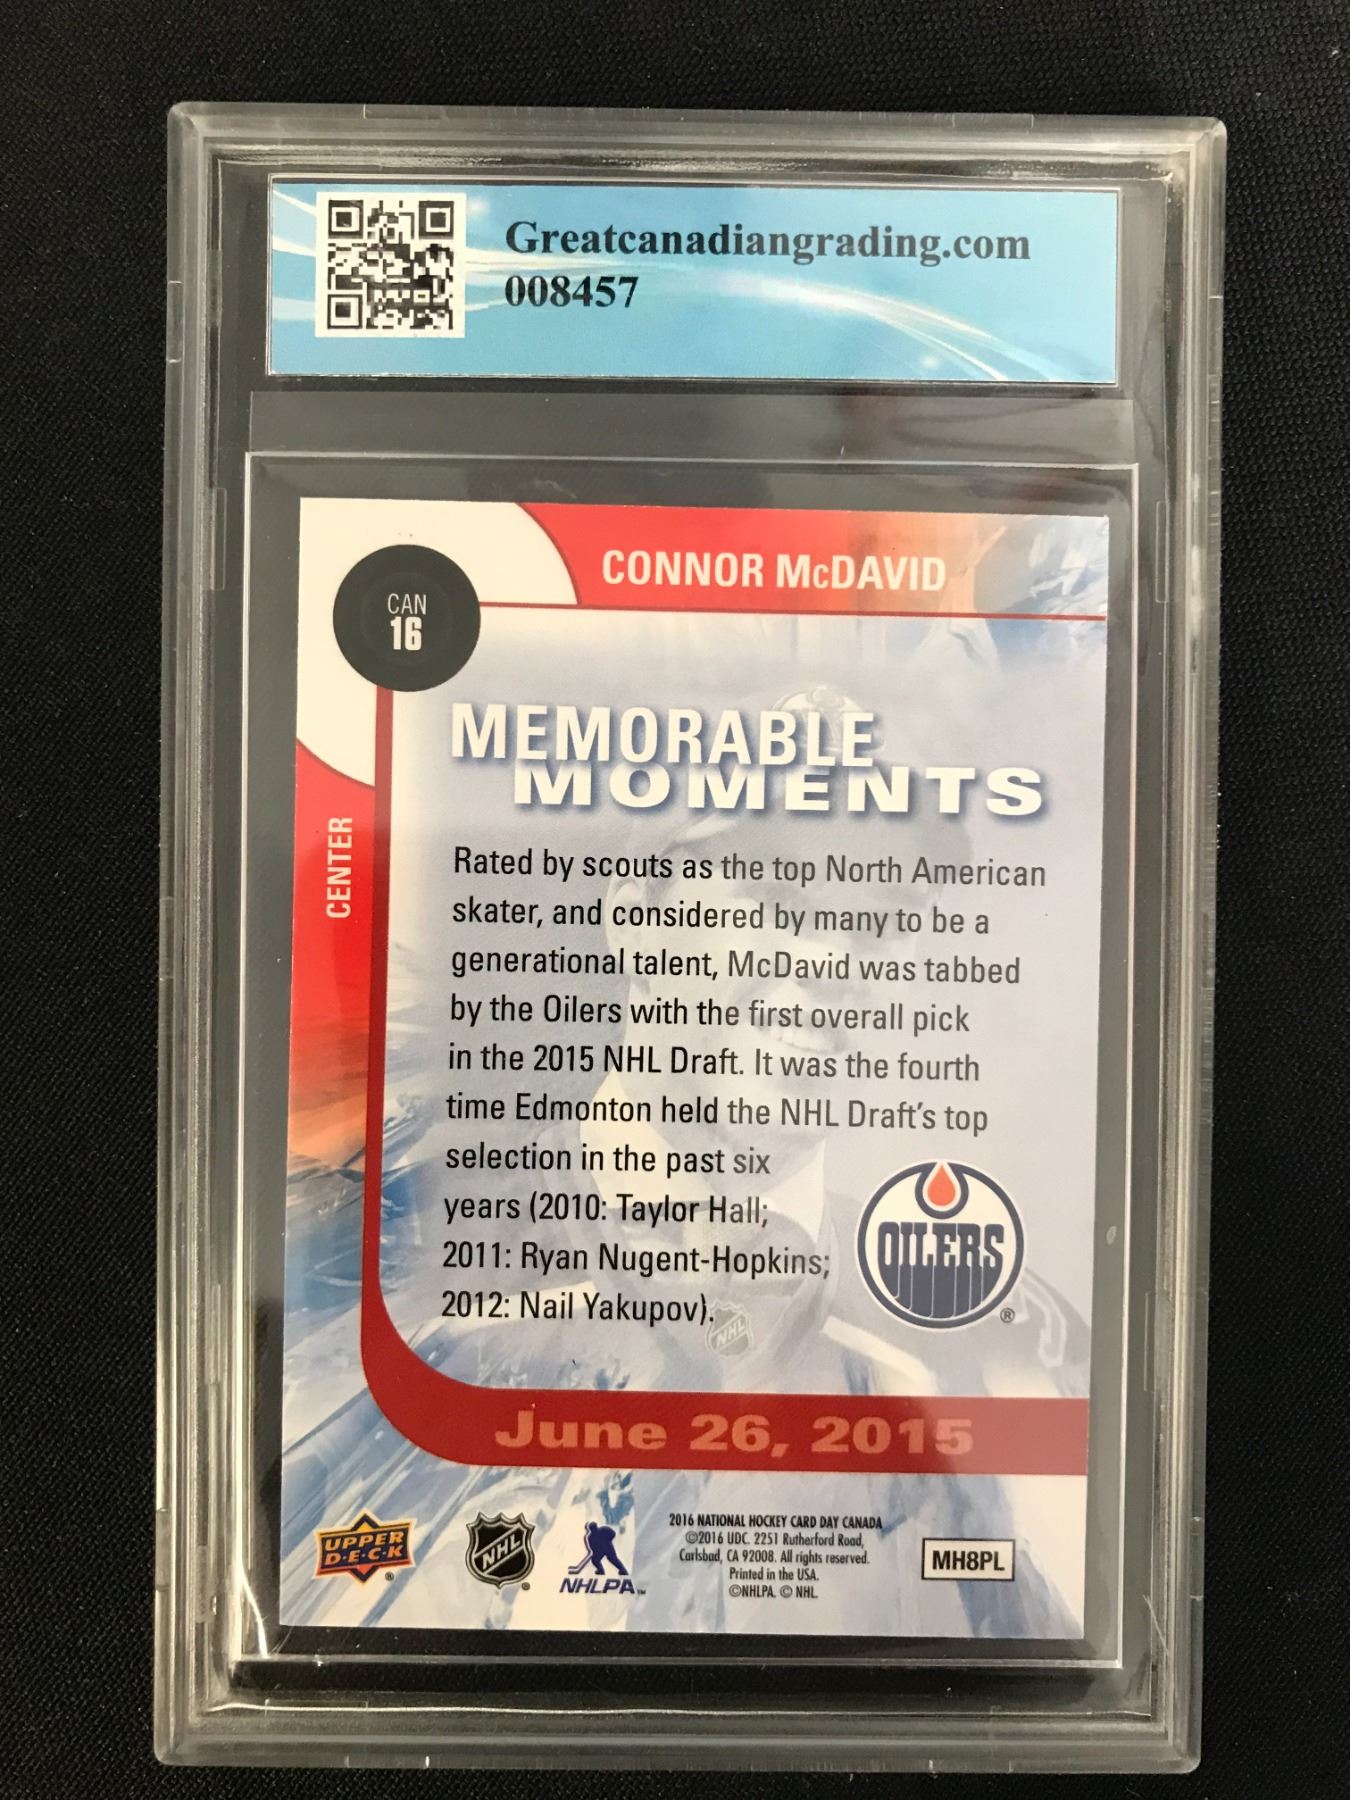 Greatcanadiangrading.com
008457
CONNOR McDAVID
CAN
16
MEMORABLE
MOMENTS
CENTER
Rated by scouts as the top North American
skater, and considered by many to be a
generational talent, McDavid was tabbed
by the Oilers with the first overall pick
in the 2015 NHL Draft. It was the fourth
time Edmonton held the NHL Draft's top
selection in the past six
years (2010: Taylor Hall;
2011: Ryan Nugent-Hopkins;
2012: Nail Yakupov).
OILERS
®
NHL
June 26, 2015
UPPER
D·E·C·K
®
NHL
®
NHLPA™
2016 NATIONAL HOCKEY CARD DAY CANADA
©2016 UDC. 2251 Rutherford Road,
Carlsbad, CA 92008. All rights reserved.
Printed in the USA.
©NHLPA. © NHL.
MH8PL